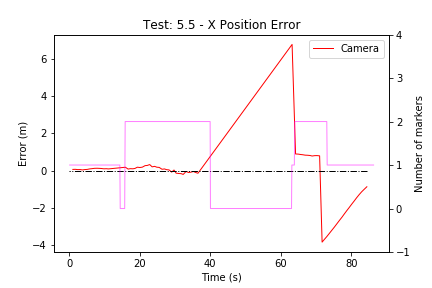 Test: 5.5 - X Position Error
Camera
Error (m)
6
4
2
0
−2
−4
4
3
2
1
0
−1
Number of markers
0 20 40 60 80
Time (s)